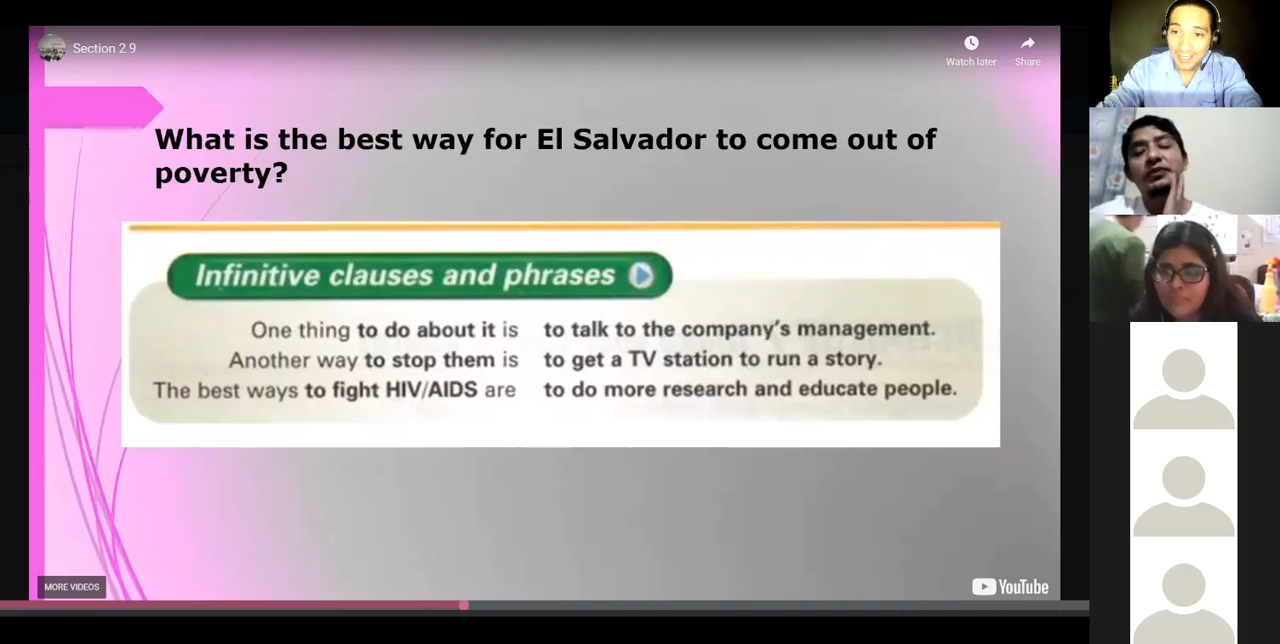 Section 2 9
Watch later
Share
What is the best way for El Salvador to come out of
poverty?
Infinitive clauses and phrases
One thing to do about it is to talk to the company's management.
Another way to stop them is to get a TV station to run a story.
The best ways to fight HIV/AIDS are to do more research and educate people.
MORE VIDEOS
YouTube